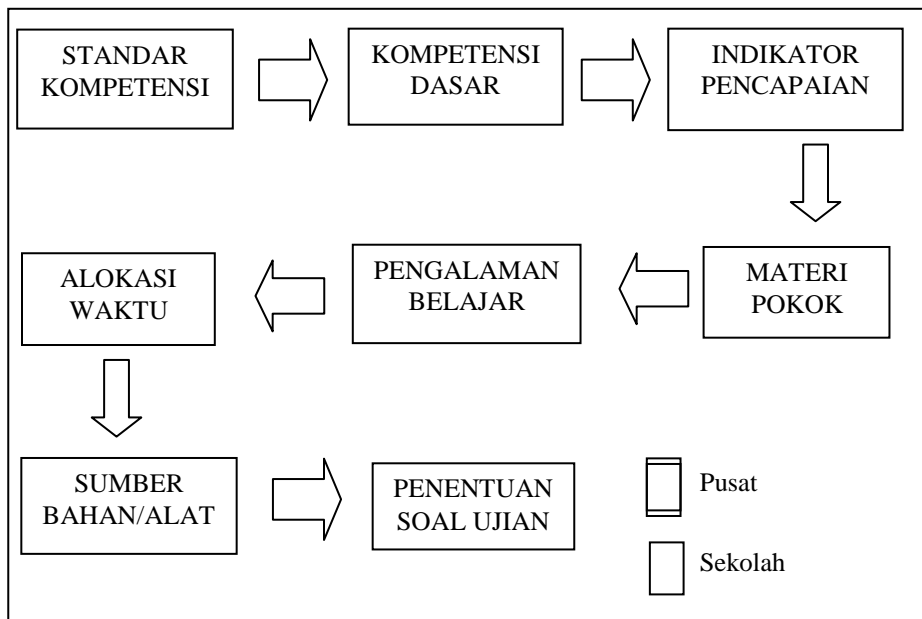 STANDAR
KOMPETENSI
KOMPETENSI
DASAR
INDIKATOR
PENCAPAIAN
MATERI
POKOK
PENGALAMAN
BELAJAR
ALOKASI
WAKTU
SUMBER
BAHAN/ALAT
PENENTUAN
SOAL UJIAN
Pusat
Sekolah